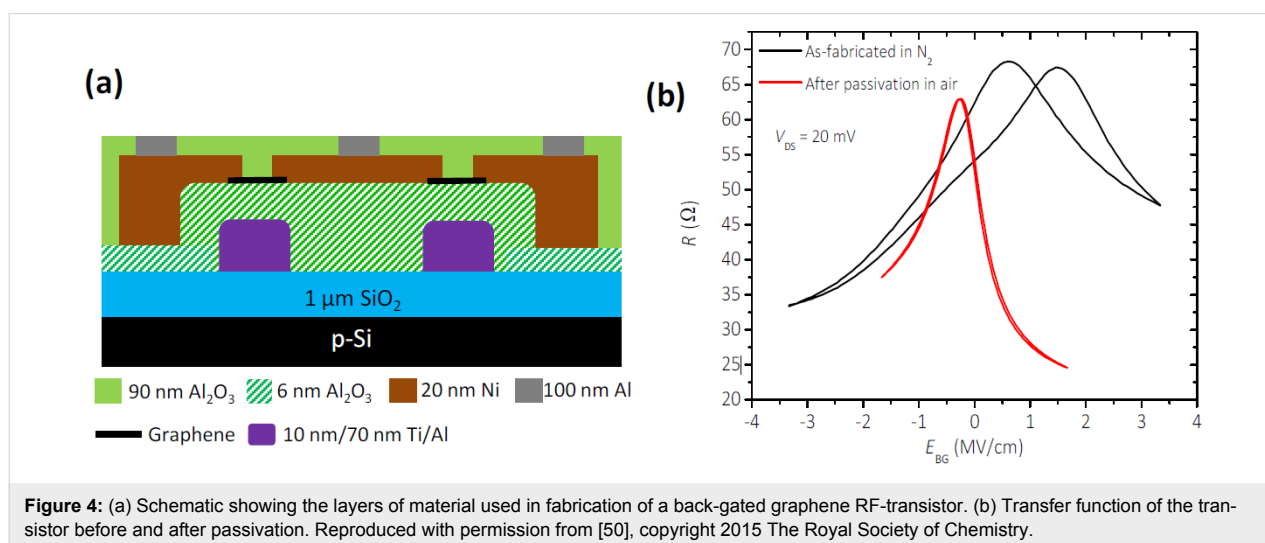 (a)
1 μm SiO2
p-Si
90 nm Al2O3 6 nm Al2O3 20 nm Ni 100 nm Al
Graphene 10 nm/70 nm Ti/Al
(b)
As-fabricated in N2
After passivation in air
VDS = 20 mV
R (Ω)
70
65
60
55
50
45
40
35
30
25
20
-4 -3 -2 -1 0 1 2 3 4
EBG (MV/cm)
Figure 4: (a) Schematic showing the layers of material used in fabrication of a back-gated graphene RF-transistor. (b) Transfer function of the tran-
sistor before and after passivation. Reproduced with permission from [50], copyright 2015 The Royal Society of Chemistry.